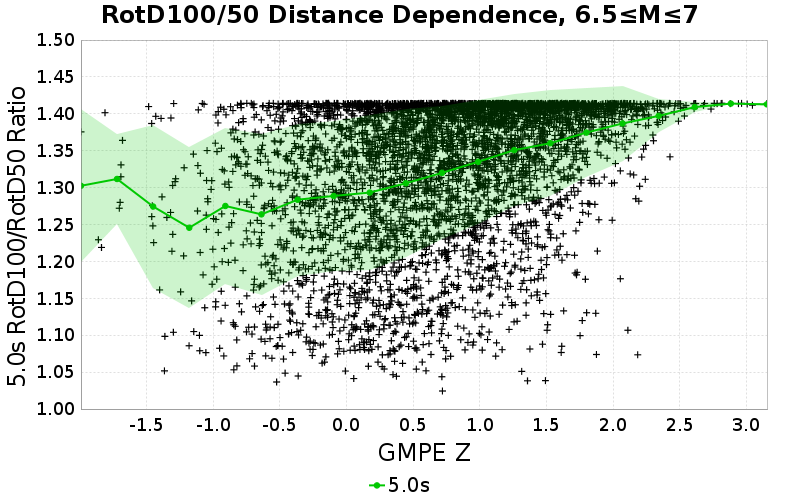 RotD100/50 Distance Dependence, 6.5≤M≤7
5.0s RotD100/RotD50 Ratio
1.50
1.45
1.40
1.35
1.30
1.25
1.20
1.15
1.10
1.05
1.00
-1.5 -1.0 -0.5 0.0 0.5 1.0 1.5 2.0 2.5 3.0
GMPE Z
5.0s